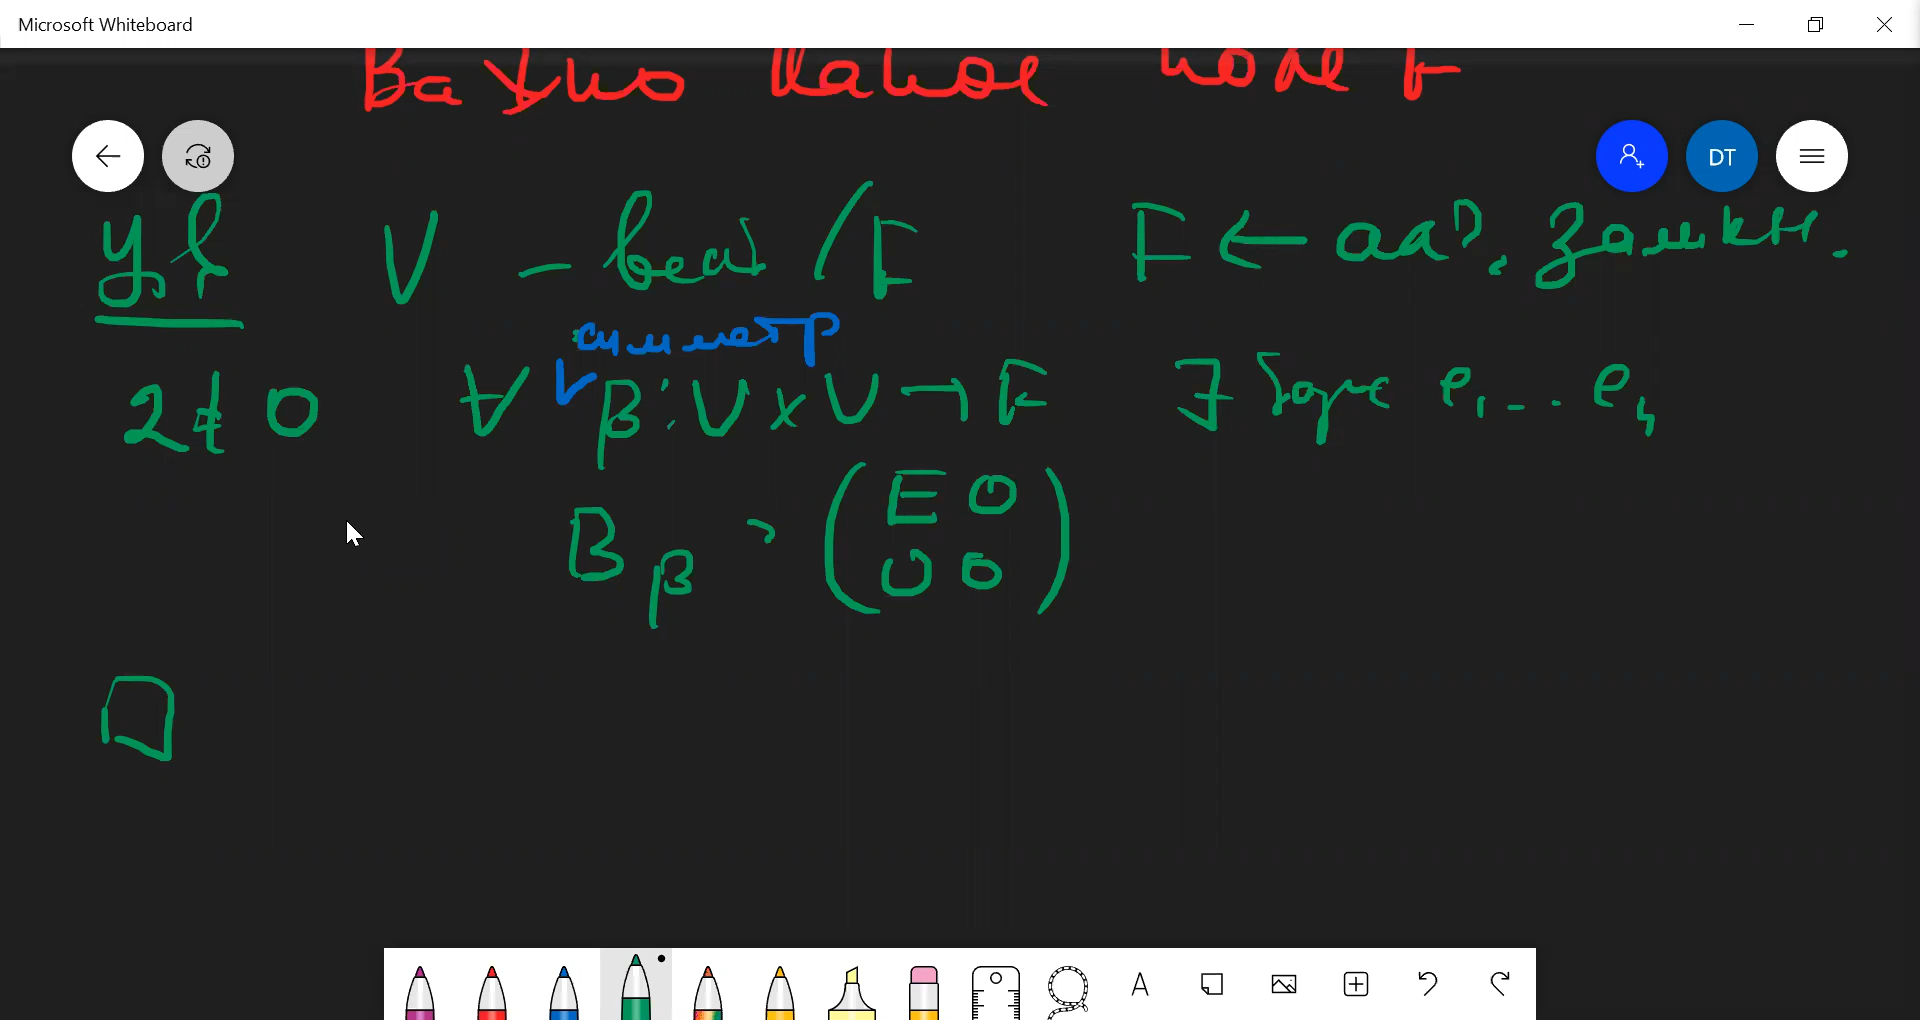 Microsoft Whiteboard
Важно какое поле F
DT
Утв V - век / F F ← алг. замкн.
симметр
2 ≠ 0 ∀ β: V × V → F ∃ базис e₁ ... eₙ
B_β = (E 0
0 0)
A